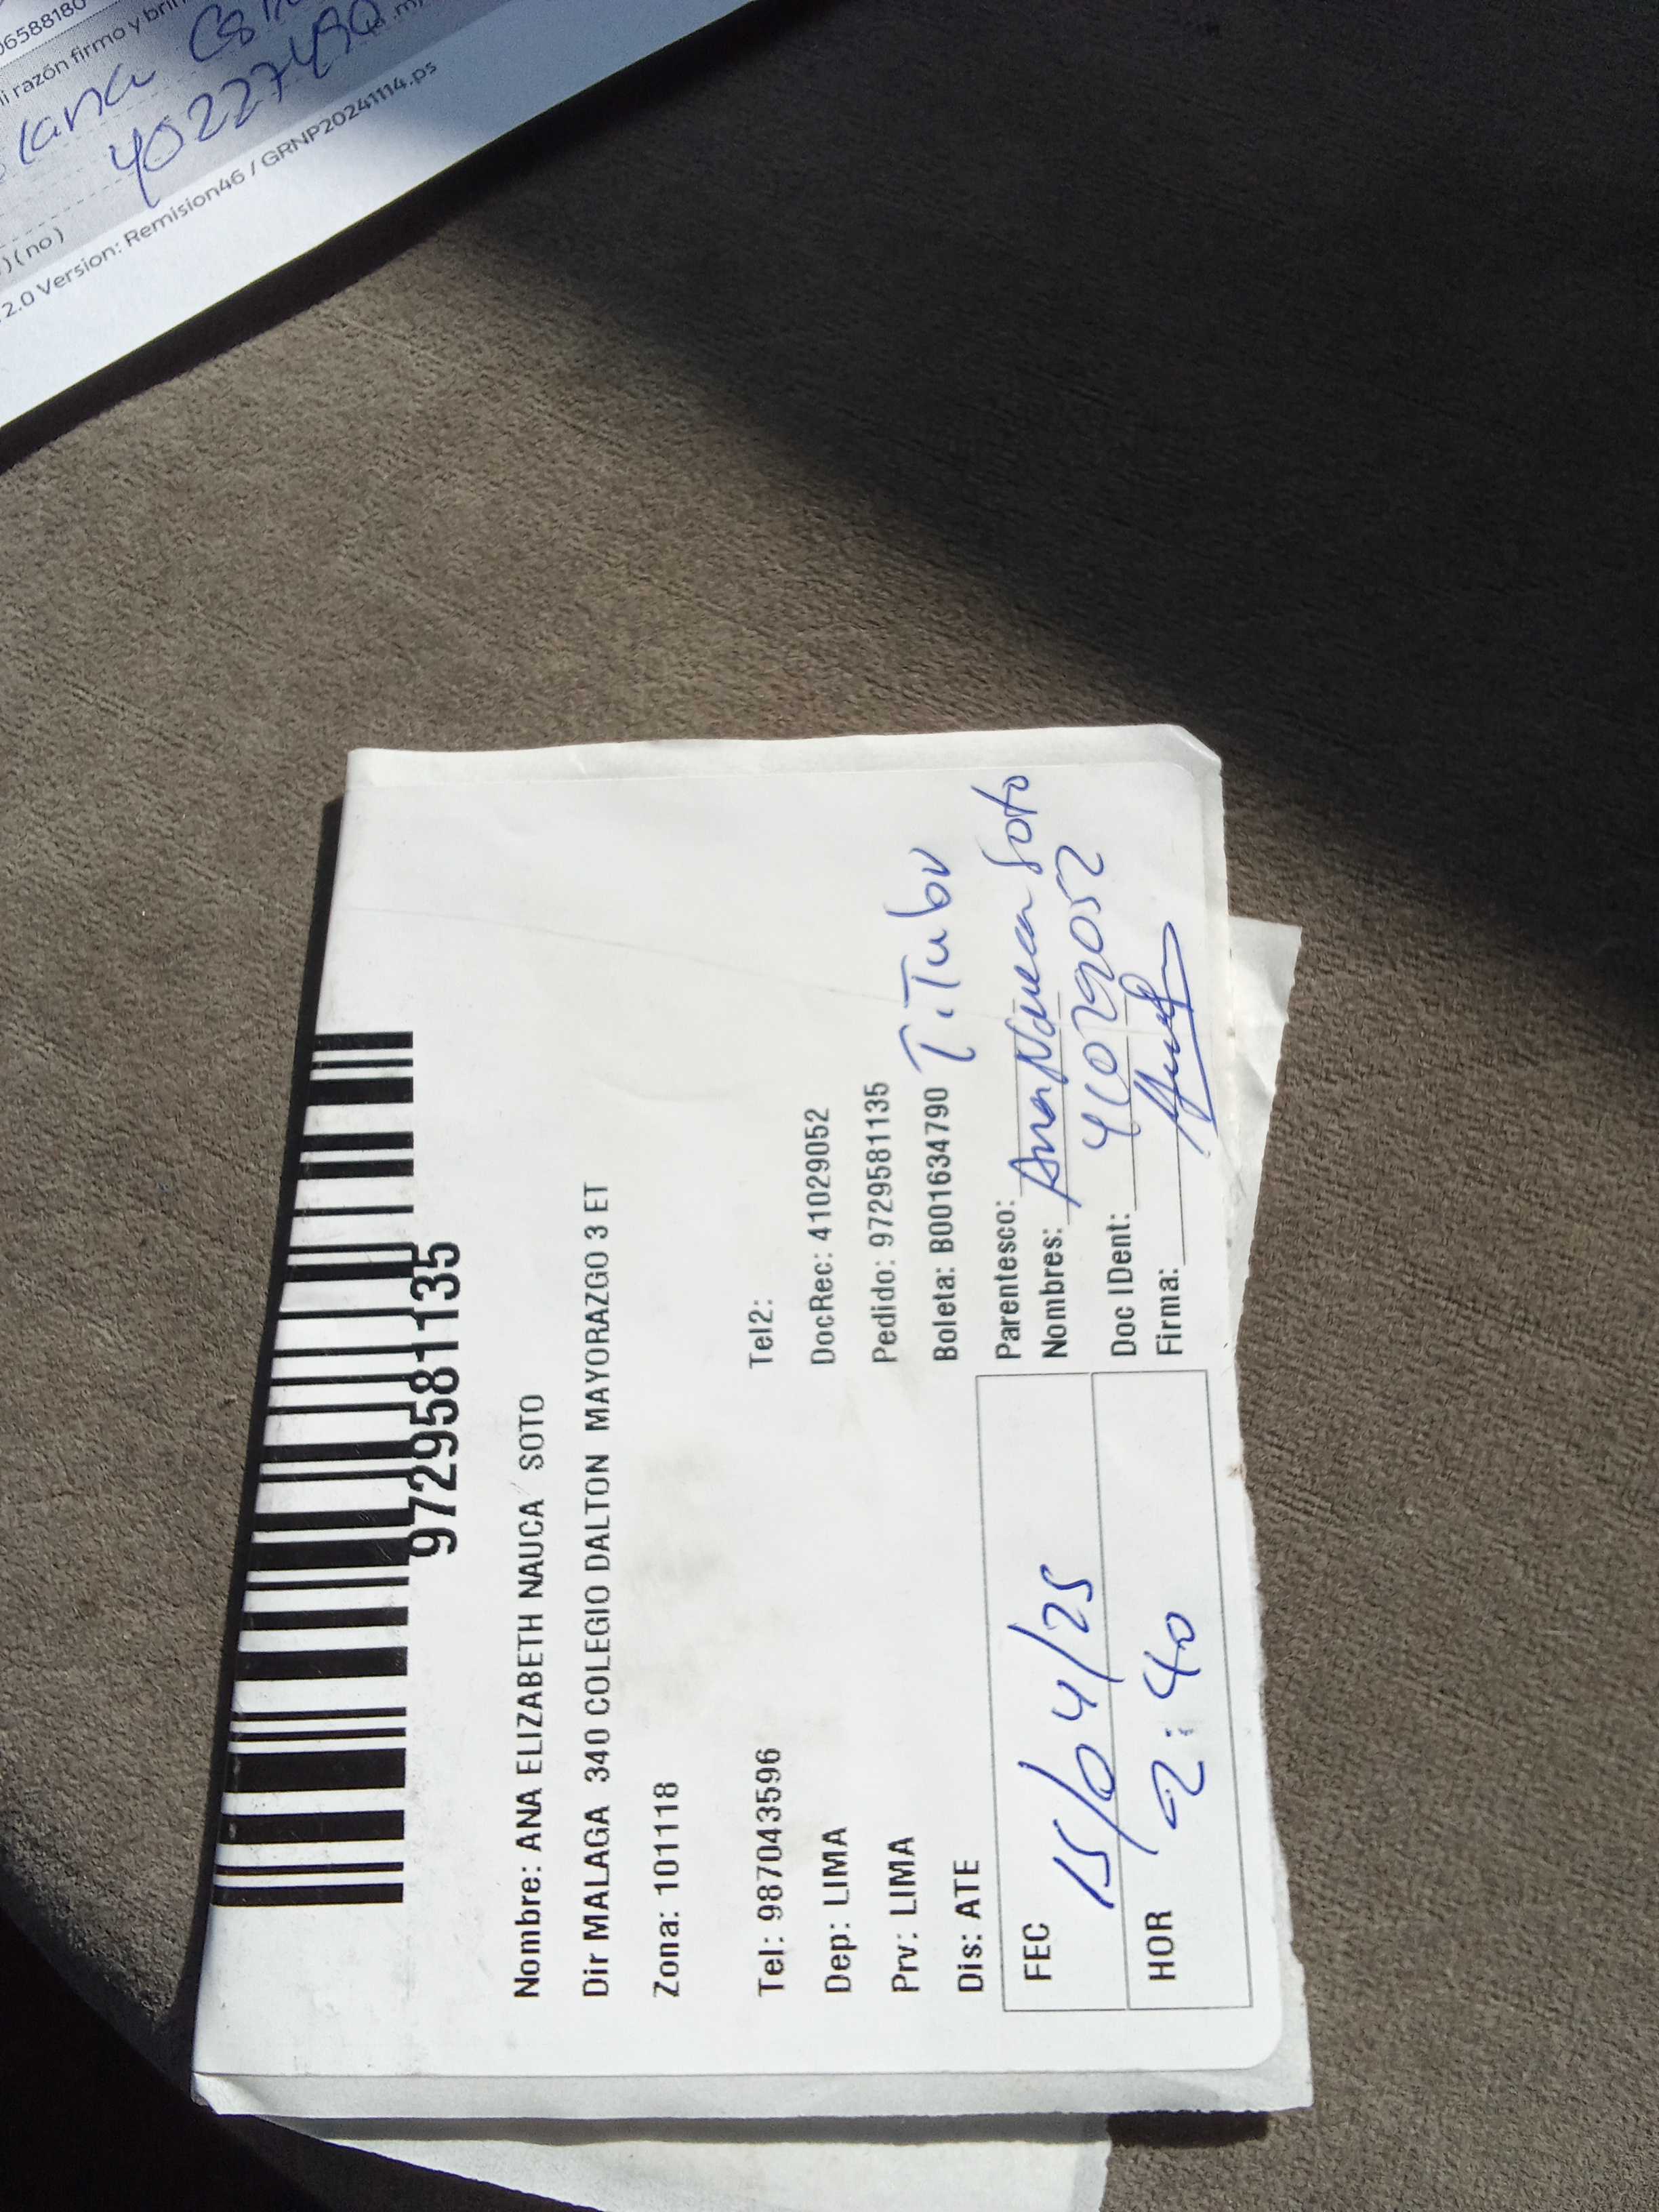 06588180
i razón firmo y brin
40227490
)(no)
2.0 Version: Remision46 / GRNP20241114.ps
9729581135
Nombre: ANA ELIZABETH NAUCA SOTO
Dir MALAGA 340 COLEGIO DALTON MAYORAZGO 3 ET
Zona: 101118
Tel: 987043596 Tel2:
Dep: LIMA DocRec: 41029052
Prv: LIMA Pedido: 9729581135
Dis: ATE Boleta: B001634790
Titular
FEC 15/04/25 Parentesco:
Nombres: Ana Nauca Soto
HOR 2:40 Doc IDent: 41029052
Firma: